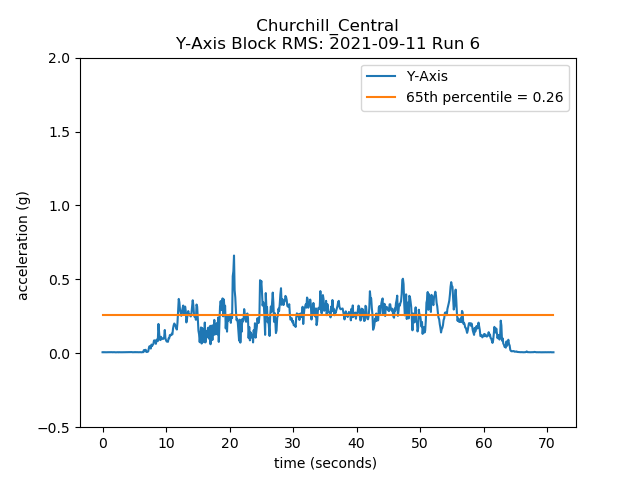 Churchill_Central
Y-Axis Block RMS: 2021-09-11 Run 6
2.0
Y-Axis
65th percentile = 0.26
1.5
1.0
0.5
0.0
−0.5
acceleration (g)
0 10 20 30 40 50 60 70
time (seconds)